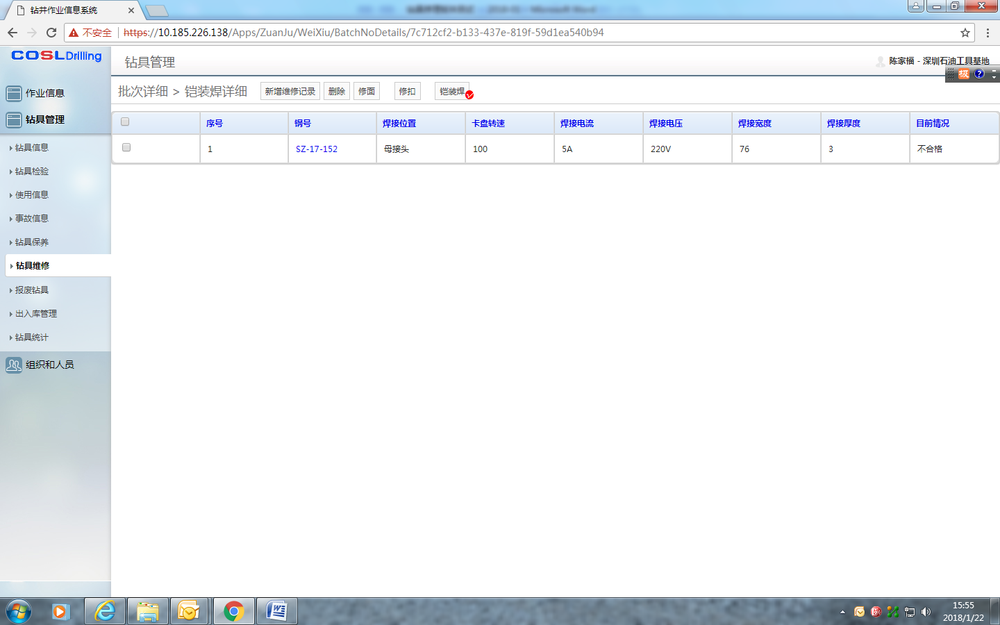 钻井作业信息系统
不安全 https://10.185.226.138/Apps/ZuanJu/WeiXiu/BatchNoDetails/7c712cf2-b133-437e-819f-59d1ea540b94
COSL Drilling
钻具管理
陈家福 - 深圳石油工具基地
极 ?
批次详细 > 铠装焊详细 新增维修记录 删除 修面 修扣 铠装焊
作业信息
钻具管理
钻具信息
钻具检验
使用信息
事故信息
钻具保养
钻具维修
报废钻具
出入库管理
钻具统计
组织和人员
序号 钢号 焊接位置 卡盘转速 焊接电流 焊接电压 焊接宽度 焊接厚度 目前情况
1 SZ-17-152 母接头 100 5A 220V 76 3 不合格
15:55
2018/1/22